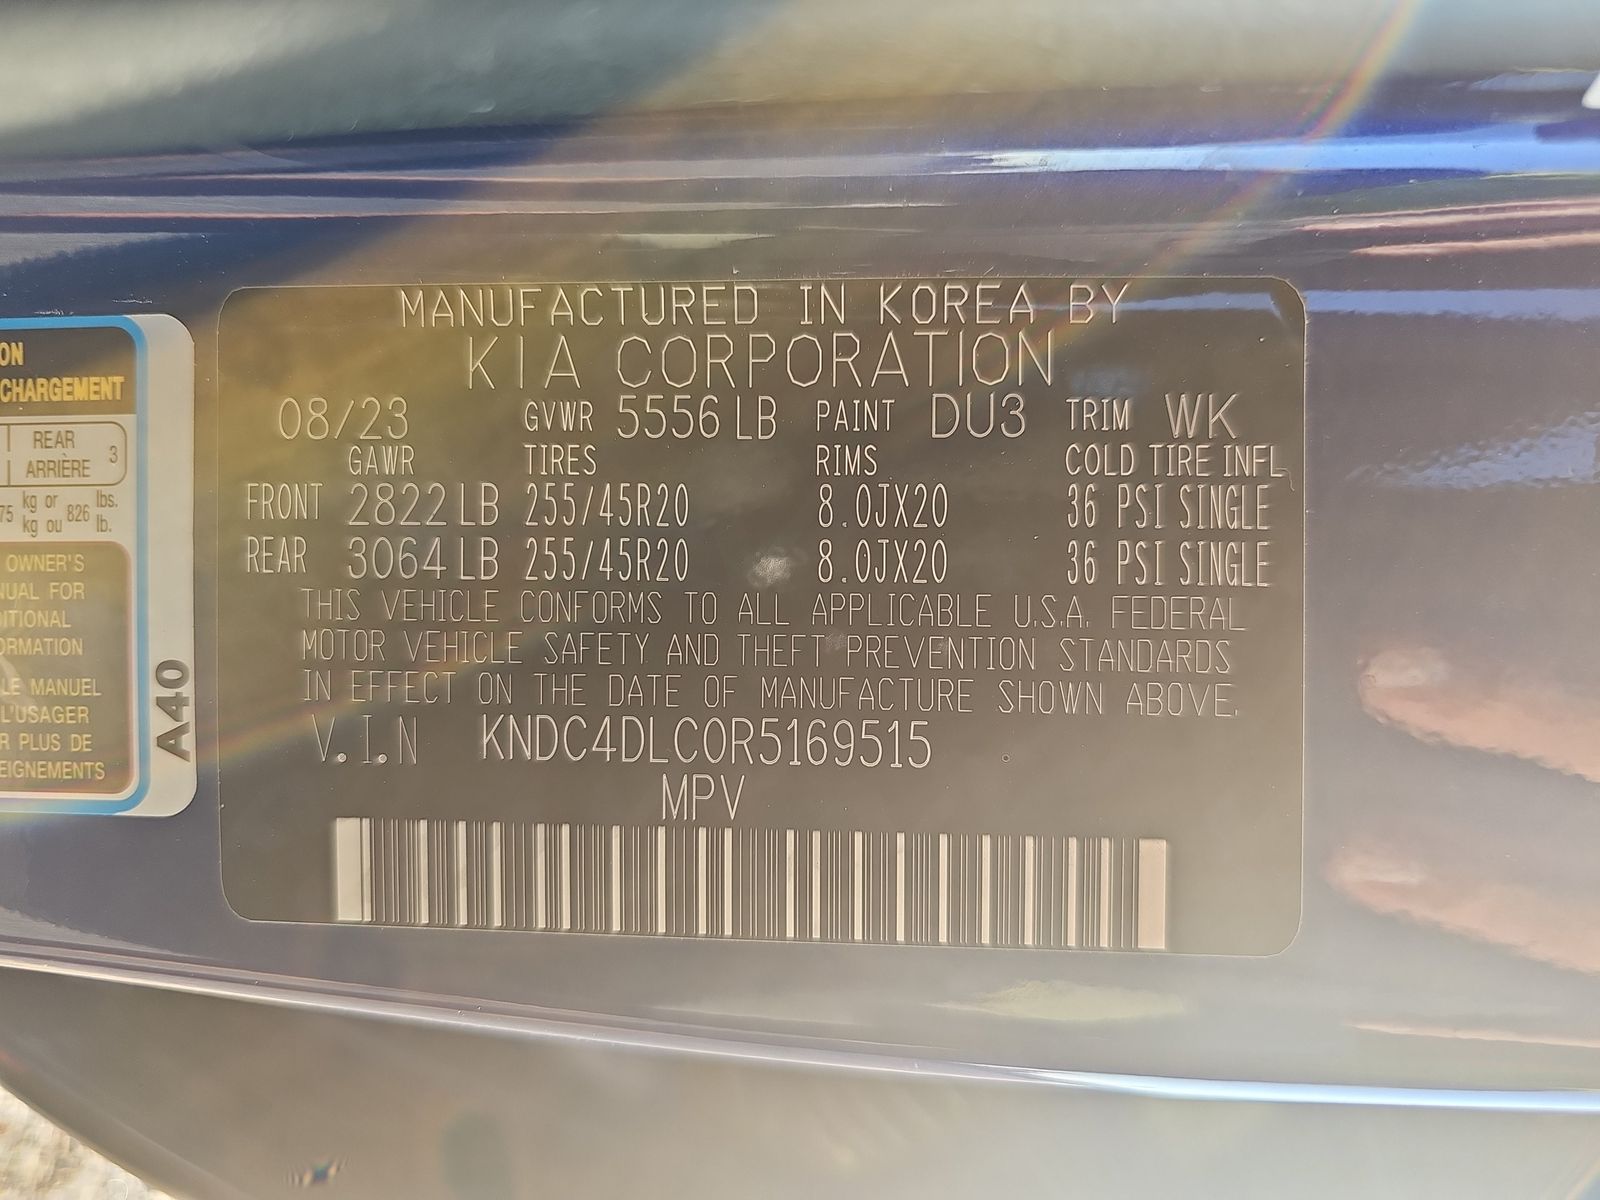 MANUFACTURED IN KOREA BY
KIA CORPORATION
08/23 GVWR 5556 LB PAINT DU3 TRIM WK
GAWR TIRES RIMS COLD TIRE INFL
FRONT 2822 LB 255/45R20 8.0JX20 36 PSI SINGLE
REAR 3064 LB 255/45R20 8.0JX20 36 PSI SINGLE
THIS VEHICLE CONFORMS TO ALL APPLICABLE U.S.A. FEDERAL
MOTOR VEHICLE SAFETY AND THEFT PREVENTION STANDARDS
IN EFFECT ON THE DATE OF MANUFACTURE SHOWN ABOVE.
V.I.N KNDC4DLC0R5169515
MPV
ON
CHARGEMENT
REAR
ARRIÈRE 3
75 kg or 826 lbs.
kg ou lb.
OWNER'S
NUAL FOR
DITIONAL
ORMATION
LE MANUEL
L'USAGER
R PLUS DE
EIGNEMENTS
A40